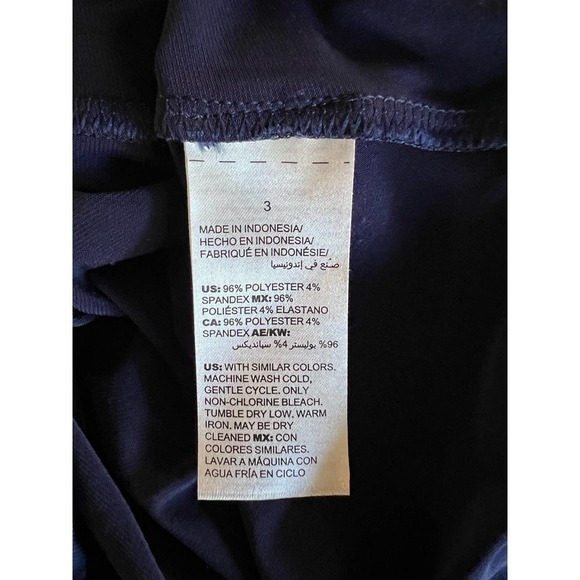 3
MADE IN INDONESIA/
HECHO EN INDONESIA/
FABRIQUÉ EN INDONÉSIE/
صنع في إندونيسيا
US: 96% POLYESTER 4%
SPANDEX MX: 96%
POLIÉSTER 4% ELASTANO
CA: 96% POLYESTER 4%
SPANDEX AE/KW:
96% بوليستر 4% سباندیکس
US: WITH SIMILAR COLORS.
MACHINE WASH COLD,
GENTLE CYCLE. ONLY
NON-CHLORINE BLEACH.
TUMBLE DRY LOW. WARM
IRON. MAY BE DRY
CLEANED MX: CON
COLORES SIMILARES.
LAVAR A MÁQUINA CON
AGUA FRÍA EN CICLO